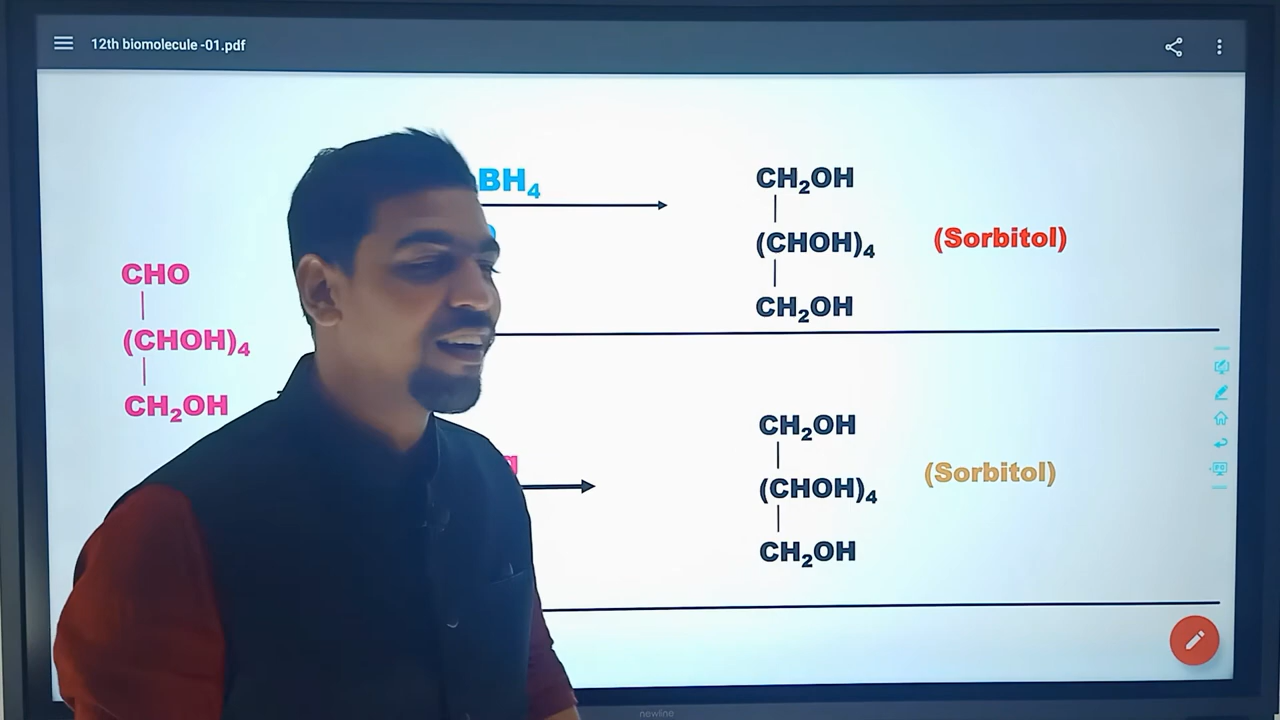 12th biomolecule -01.pdf
BH₄
CH₂OH
(CHOH)₄
(Sorbitol)
CH₂OH
CHO
(CHOH)₄
CH₂OH
CH₂OH
(CHOH)₄
(Sorbitol)
CH₂OH
newline